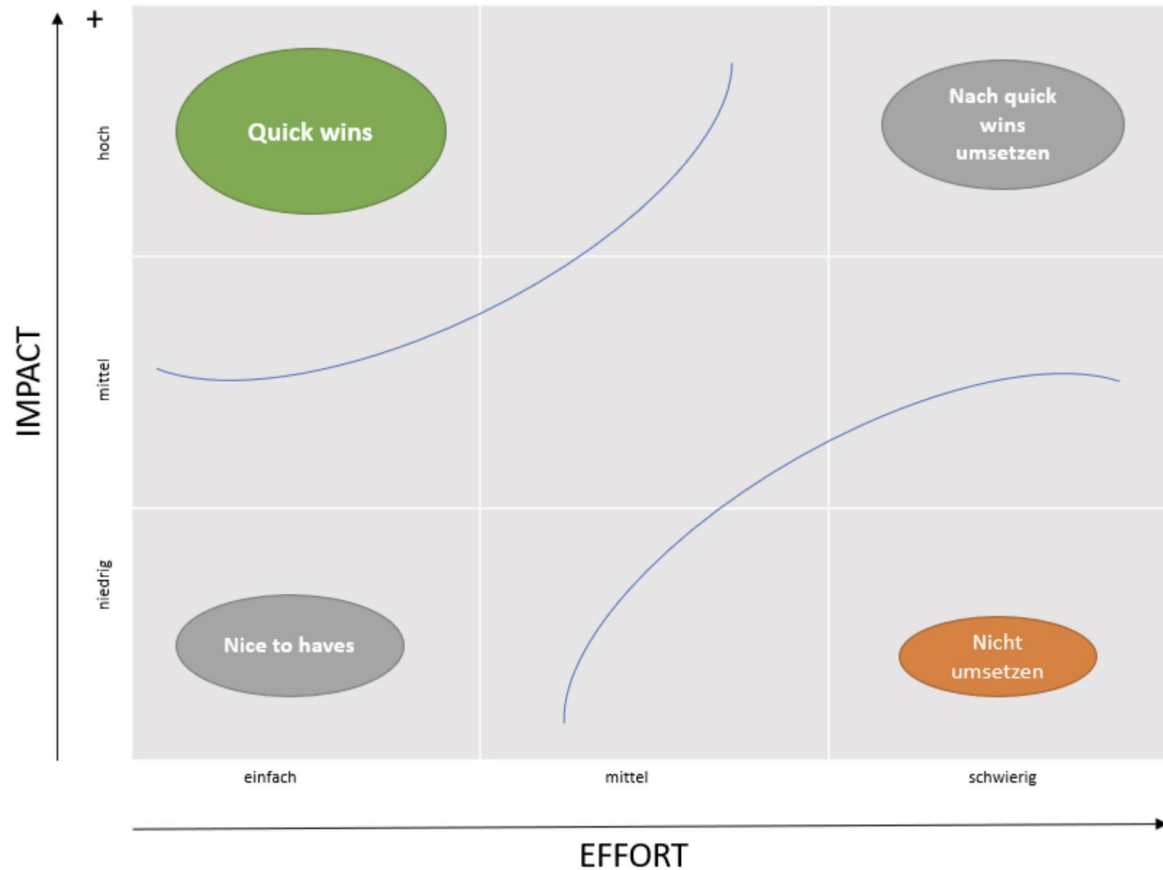 +
Quick wins
Nach quick
wins
umsetzen
hoch
IMPACT
mittel
niedrig
Nice to haves
Nicht
umsetzen
einfach
mittel
schwierig
EFFORT